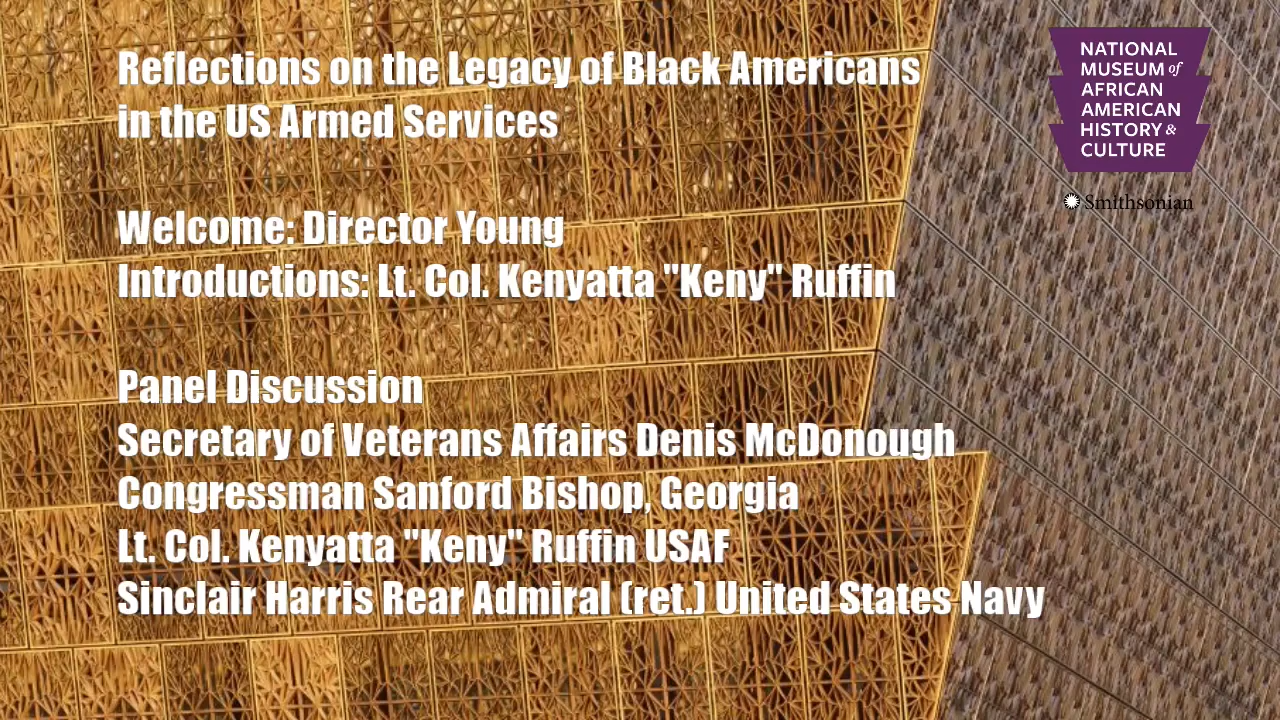 Reflections on the Legacy of Black Americans
in the US Armed Services
Welcome: Director Young
Introductions: Lt. Col. Kenyatta "Keny" Ruffin
Panel Discussion
Secretary of Veterans Affairs Denis McDonough
Congressman Sanford Bishop, Georgia
Lt. Col. Kenyatta "Keny" Ruffin USAF
Sinclair Harris Rear Admiral (ret.) United States Navy
NATIONAL
MUSEUM of
AFRICAN
AMERICAN
HISTORY &
CULTURE
Smithsonian